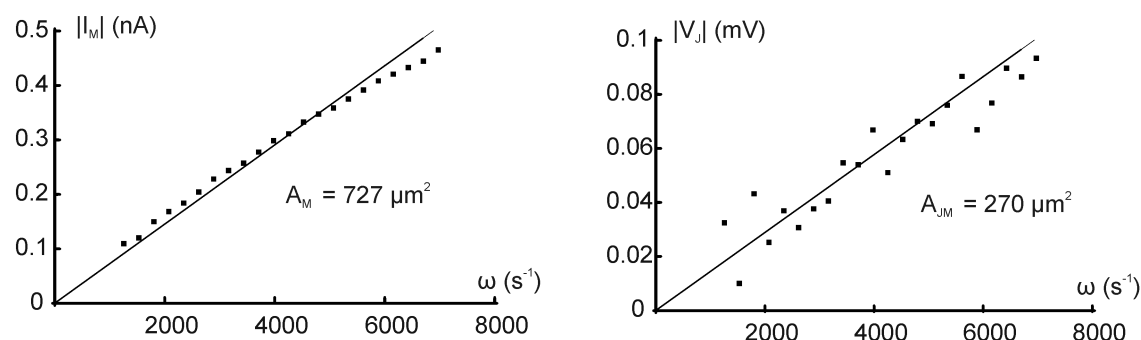 |I_M| (nA)
0.5
0.4
0.3
0.2
0.1
0
A_M = 727 µm²
ω (s⁻¹)
2000 4000 6000 8000
|V_J| (mV)
0.1
0.08
0.06
0.04
0.02
0
A_JM = 270 µm²
ω (s⁻¹)
2000 4000 6000 8000